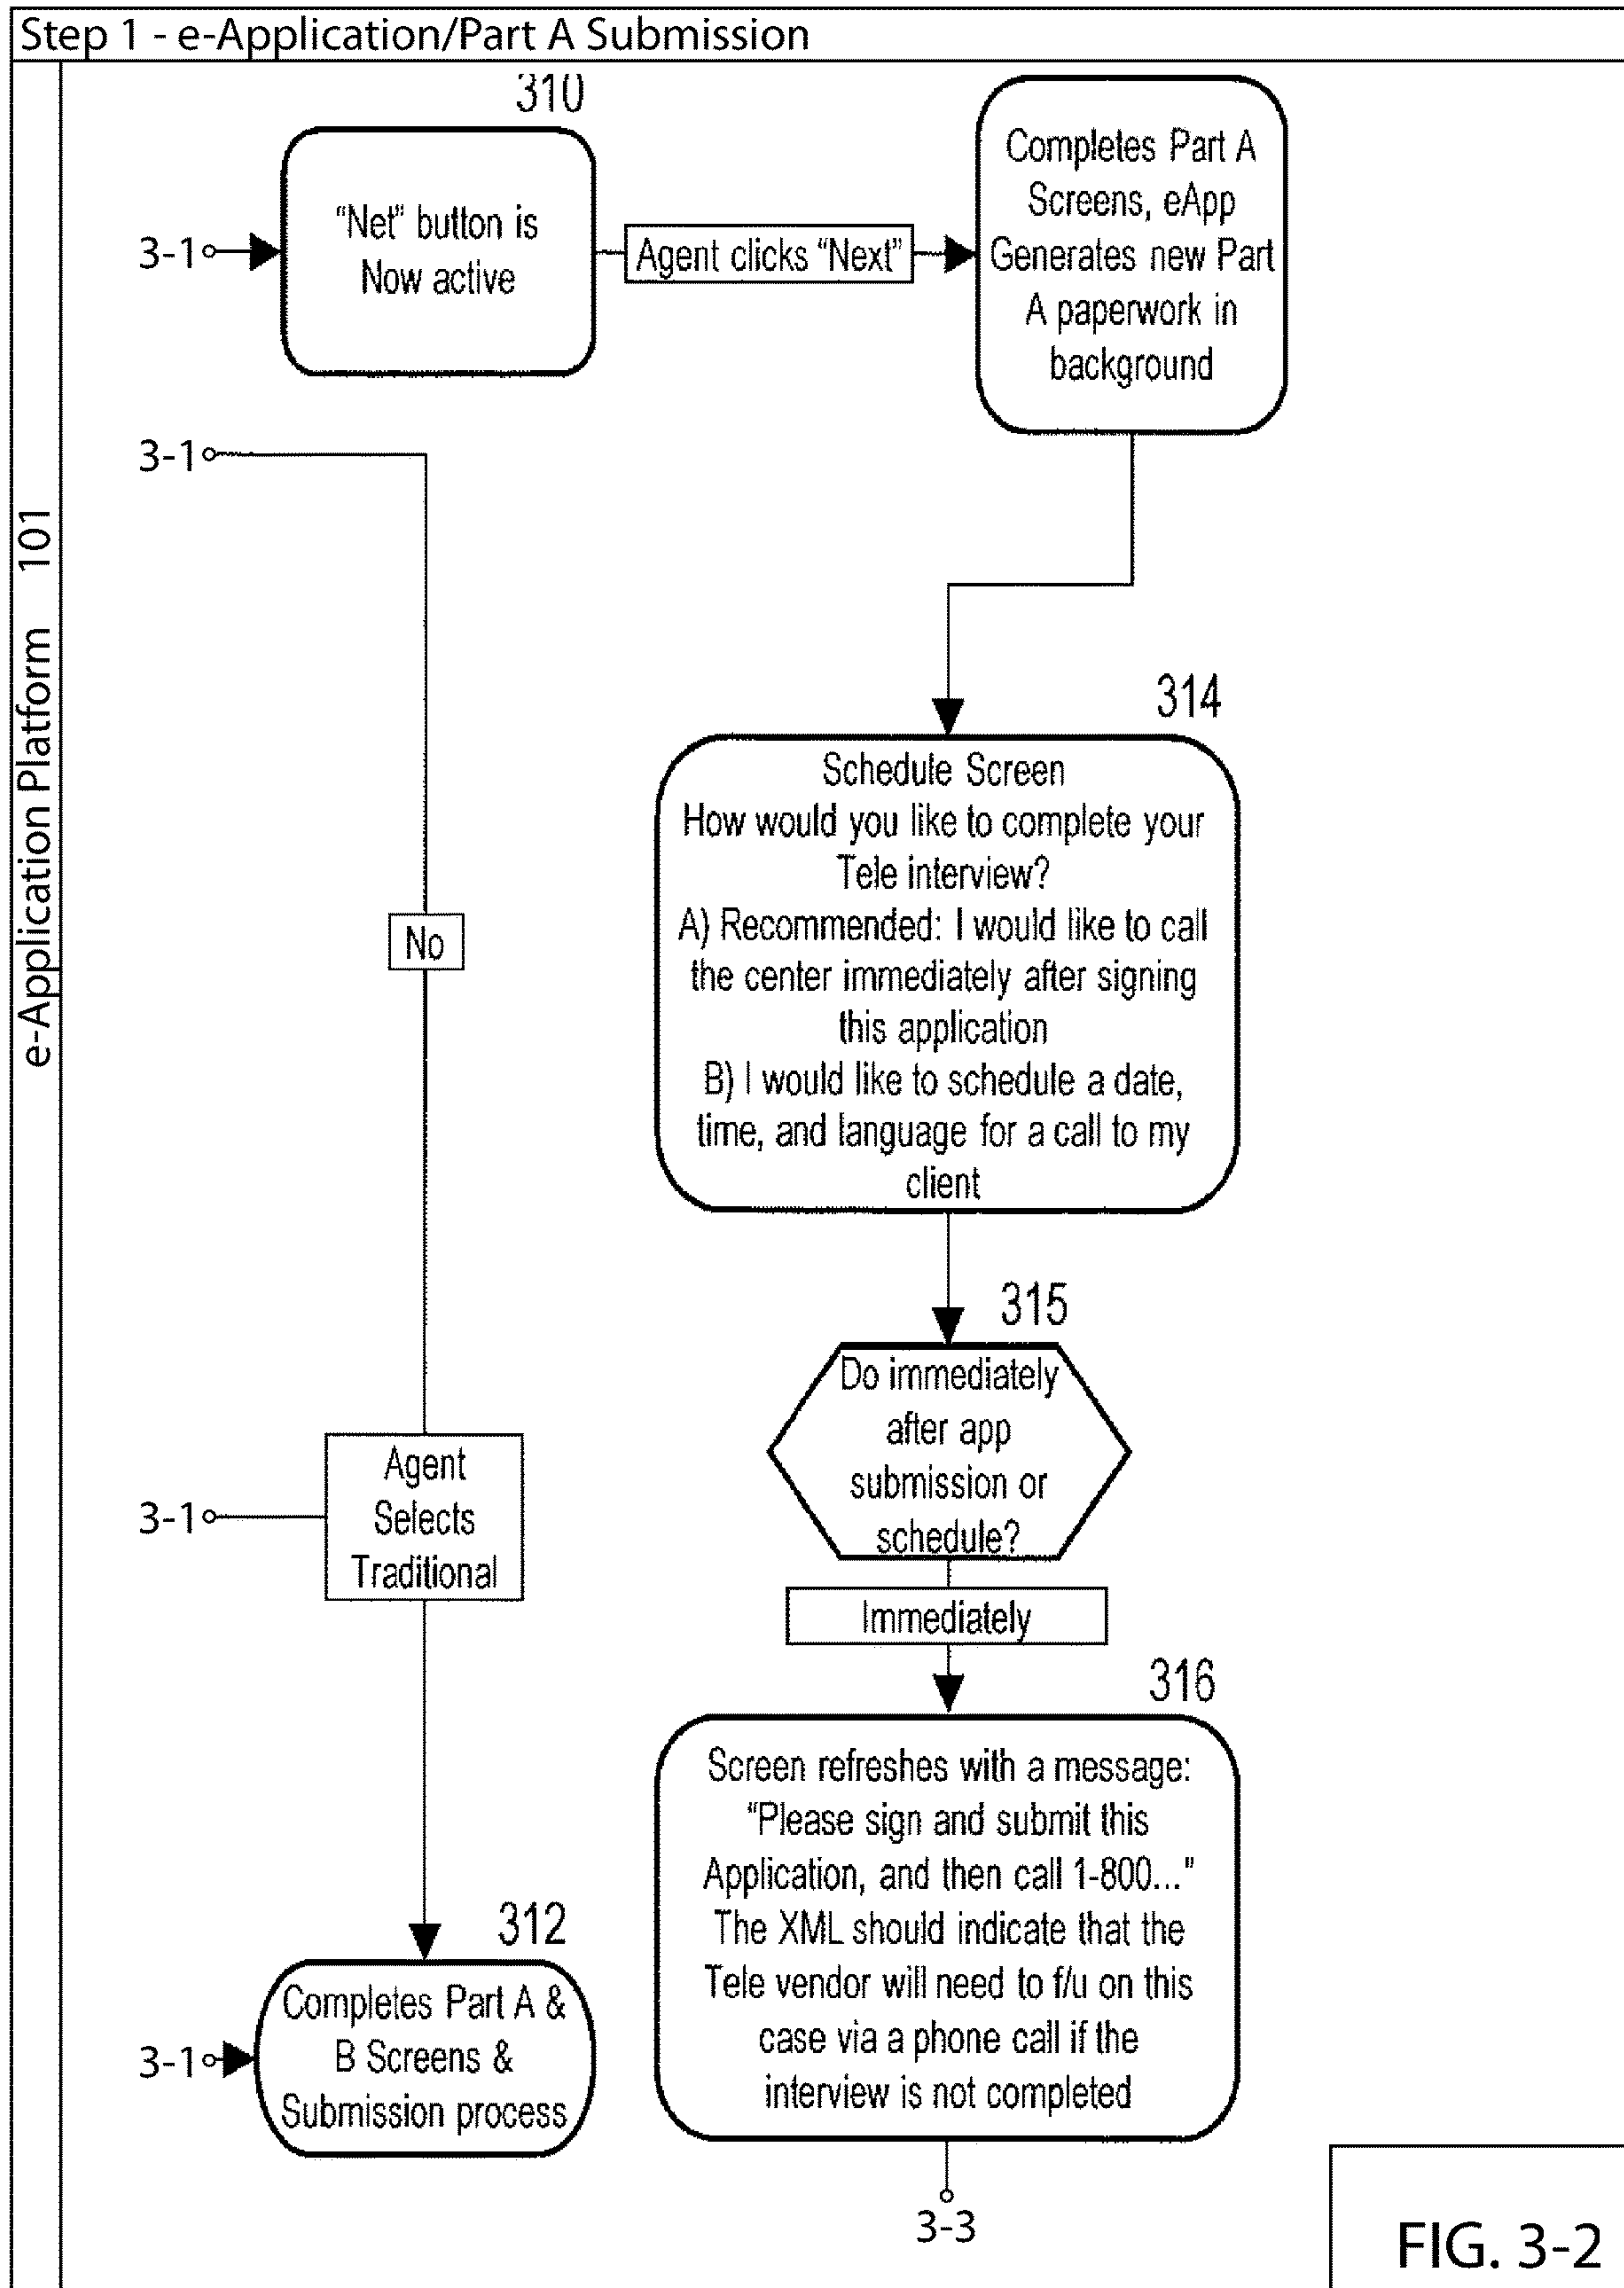 Step 1 - e-Application/Part A Submission
e-Application Platform 101
310
3-1
“Net” button is
Now active
Agent clicks “Next”
Completes Part A
Screens, eApp
Generates new Part
A paperwork in
background
3-1
No
3-1
Agent
Selects
Traditional
312
3-1
Completes Part A &
B Screens &
Submission process
314
Schedule Screen
How would you like to complete your
Tele interview?
A) Recommended: I would like to call
the center immediately after signing
this application
B) I would like to schedule a date,
time, and language for a call to my
client
315
Do immediately
after app
submission or
schedule?
Immediately
316
Screen refreshes with a message:
“Please sign and submit this
Application, and then call 1-800...”
The XML should indicate that the
Tele vendor will need to f/u on this
case via a phone call if the
interview is not completed
3-3
FIG. 3-2